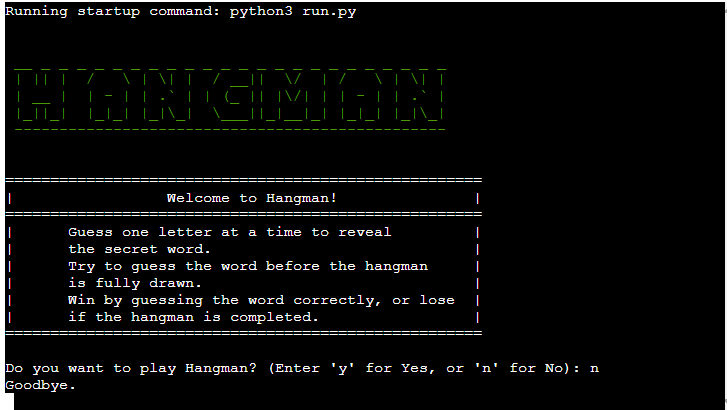 Running startup command: python3 run.py
HANGMAN
Welcome to Hangman!
Guess one letter at a time to reveal
the secret word.
Try to guess the word before the hangman
is fully drawn.
Win by guessing the word correctly, or lose
if the hangman is completed.
Do you want to play Hangman? (Enter 'y' for Yes, or 'n' for No): n
Goodbye.